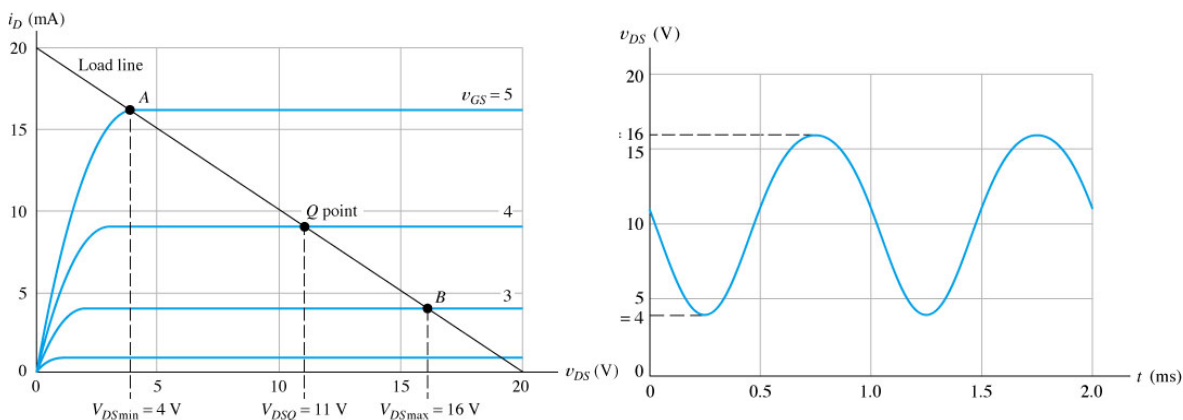 i_D (mA)
20
Load line
A
v_GS = 5
15
10
Q point
4
5
B
3
0
0
5
10
15
20
v_DS (V)
V_DSmin = 4 V
V_DSQ = 11 V
V_DSmax = 16 V
v_DS (V)
20
= 16
15
10
5
= 4
0
0
0.5
1.0
1.5
2.0
t (ms)